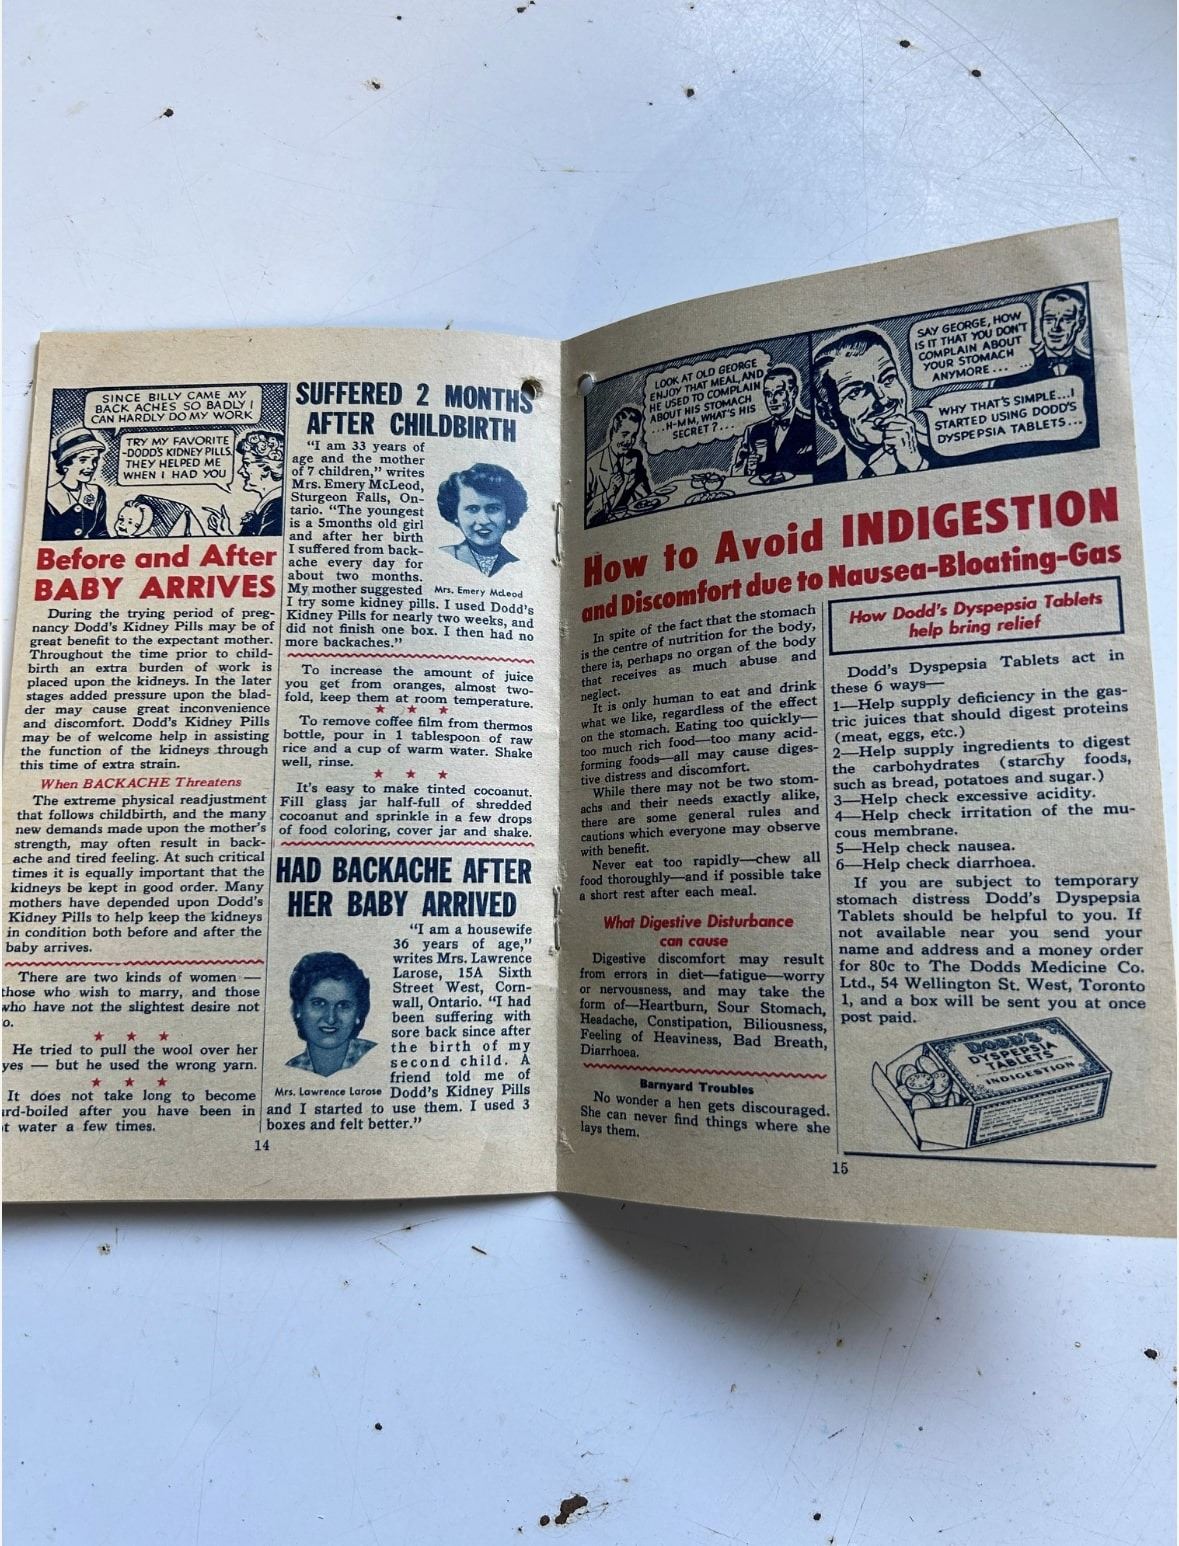 SINCE BILLY CAME MY
BACK ACHES SO BADLY I
CAN HARDLY DO MY WORK
TRY MY FAVORITE
-DODD'S KIDNEY PILLS.
THEY HELPED ME
WHEN I HAD YOU
Before and After
BABY ARRIVES
During the trying period of preg-
nancy Dodd's Kidney Pills may be of
great benefit to the expectant mother.
Throughout the time prior to child-
birth an extra burden of work is
placed upon the kidneys. In the later
stages added pressure upon the blad-
der may cause great inconvenience
and discomfort. Dodd's Kidney Pills
may be of welcome help in assisting
the function of the kidneys through
this time of extra strain.
When BACKACHE Threatens
The extreme physical readjustment
that follows childbirth, and the many
new demands made upon the mother's
strength, may often result in back-
ache and tired feeling. At such critical
times it is equally important that the
kidneys be kept in good order. Many
mothers have depended upon Dodd's
Kidney Pills to help keep the kidneys
in condition both before and after the
baby arrives.
There are two kinds of women —
those who wish to marry, and those
who have not the slightest desire not
o.
★ ★ ★
He tried to pull the wool over her
yes — but he used the wrong yarn.
★ ★ ★
It does not take long to become
rd-boiled after you have been in
t water a few times.
SUFFERED 2 MONTHS
AFTER CHILDBIRTH
"I am 33 years of
age and the mother
of 7 children," writes
Mrs. Emery McLeod,
Sturgeon Falls, On-
tario. "The youngest
is a 5months old girl
and after her birth
I suffered from back-
ache every day for
about two months.
My mother suggested
Mrs. Emery McLeod
I try some kidney pills. I used Dodd's
Kidney Pills for nearly two weeks, and
did not finish one box. I then had no
more backaches."
To increase the amount of juice
you get from oranges, almost two-
fold, keep them at room temperature.
★ ★ ★
To remove coffee film from thermos
bottle, pour in 1 tablespoon of raw
rice and a cup of warm water. Shake
well, rinse.
★ ★ ★
It's easy to make tinted cocoanut.
Fill glass jar half-full of shredded
cocoanut and sprinkle in a few drops
of food coloring, cover jar and shake.
HAD BACKACHE AFTER
HER BABY ARRIVED
"I am a housewife
36 years of age,"
writes Mrs. Lawrence
Larose, 15A Sixth
Street West, Corn-
wall, Ontario. "I had
been suffering with
sore back since after
the birth of my
second child. A
friend told me of
Mrs. Lawrence Larose
Dodd's Kidney Pills
and I started to use them. I used 3
boxes and felt better."
14
LOOK AT OLD GEORGE
ENJOY THAT MEAL, AND
HE USED TO COMPLAIN
ABOUT HIS STOMACH
...H-MM, WHAT'S HIS
SECRET?...
SAY GEORGE, HOW
IS IT THAT YOU DON'T
COMPLAIN ABOUT
YOUR STOMACH
ANYMORE... ...
WHY THAT'S SIMPLE...I
STARTED USING DODD'S
DYSPEPSIA TABLETS...
How to Avoid INDIGESTION
and Discomfort due to Nausea-Bloating-Gas
In spite of the fact that the stomach
is the centre of nutrition for the body,
there is, perhaps no organ of the body
that receives as much abuse and
neglect.
It is only human to eat and drink
what we like, regardless of the effect
on the stomach. Eating too quickly—
too much rich food—too many acid-
forming foods—all may cause diges-
tive distress and discomfort.
While there may not be two stom-
achs and their needs exactly alike,
there are some general rules and
cautions which everyone may observe
with benefit.
Never eat too rapidly—chew all
food thoroughly—and if possible take
a short rest after each meal.
What Digestive Disturbance
can cause
Digestive discomfort may result
from errors in diet—fatigue—worry
or nervousness, and may take the
form of—Heartburn, Sour Stomach,
Headache, Constipation, Biliousness,
Feeling of Heaviness, Bad Breath,
Diarrhoea.
Barnyard Troubles
No wonder a hen gets discouraged.
She can never find things where she
lays them.
How Dodd's Dyspepsia Tablets
help bring relief
Dodd's Dyspepsia Tablets act in
these 6 ways—
1—Help supply deficiency in the gas-
tric juices that should digest proteins
(meat, eggs, etc.)
2—Help supply ingredients to digest
the carbohydrates (starchy foods,
such as bread, potatoes and sugar.)
3—Help check excessive acidity.
4—Help check irritation of the mu-
cous membrane.
5—Help check nausea.
6—Help check diarrhoea.
If you are subject to temporary
stomach distress Dodd's Dyspepsia
Tablets should be helpful to you. If
not available near you send your
name and address and a money order
for 80c to The Dodds Medicine Co.
Ltd., 54 Wellington St. West, Toronto
1, and a box will be sent you at once
post paid.
DODD'S
DYSPEPSIA
TABLETS
INDIGESTION
15